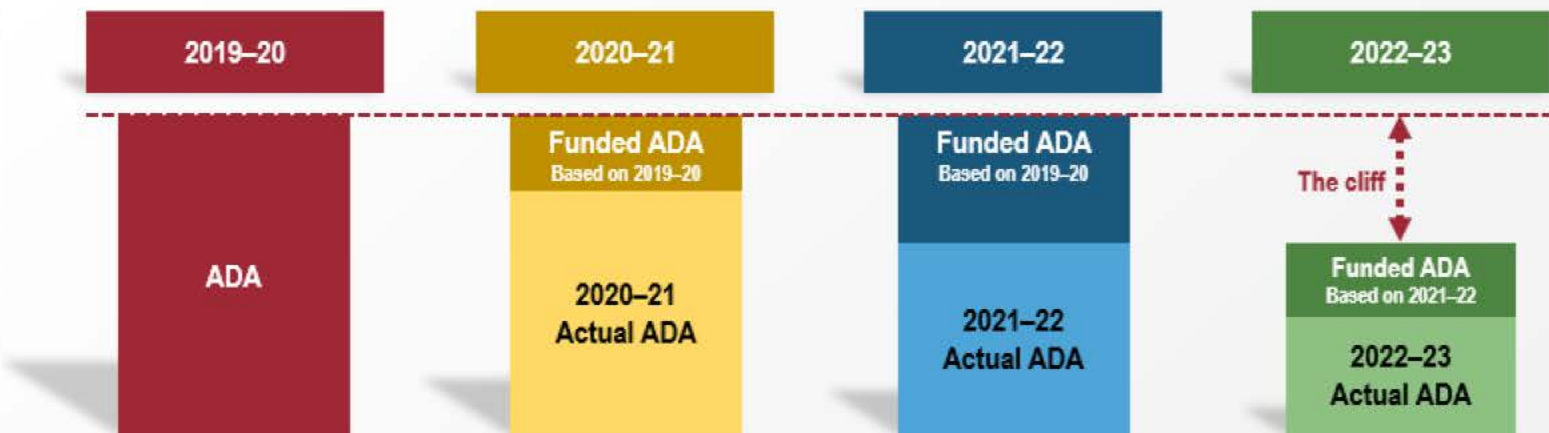 2019–20
2020–21
2021–22
2022–23
ADA
Funded ADA
Based on 2019–20
2020–21
Actual ADA
Funded ADA
Based on 2019–20
2021–22
Actual ADA
The cliff
Funded ADA
Based on 2021–22
2022–23
Actual ADA